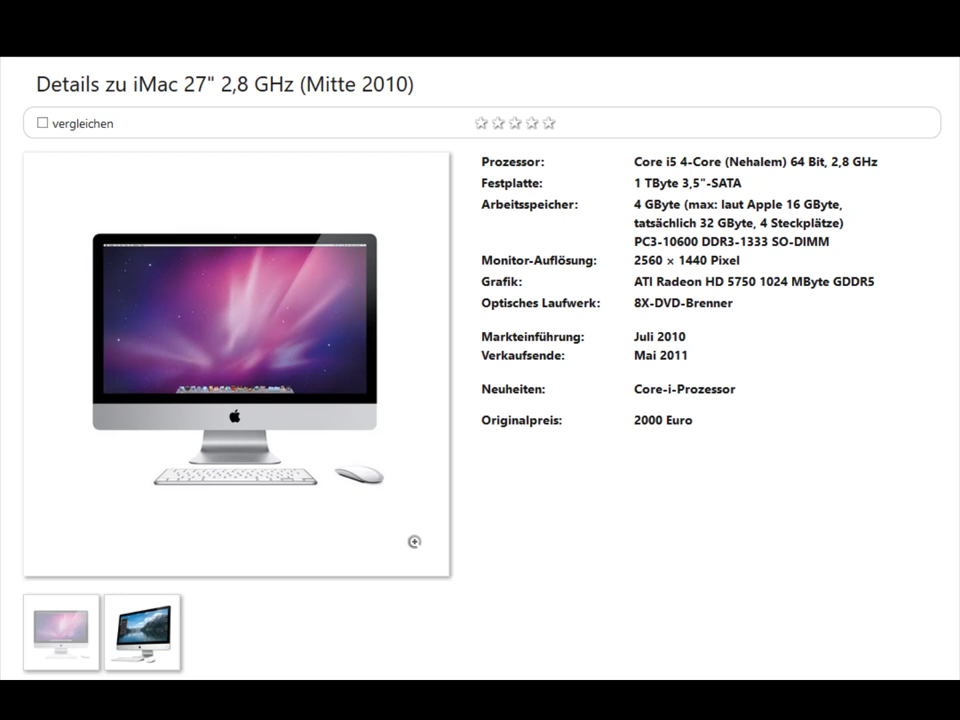 Details zu iMac 27" 2,8 GHz (Mitte 2010)
vergleichen
Prozessor: Core i5 4-Core (Nehalem) 64 Bit, 2,8 GHz
Festplatte: 1 TByte 3,5"-SATA
Arbeitsspeicher: 4 GByte (max: laut Apple 16 GByte,
tatsächlich 32 GByte, 4 Steckplätze)
PC3-10600 DDR3-1333 SO-DIMM
Monitor-Auflösung: 2560 × 1440 Pixel
Grafik: ATI Radeon HD 5750 1024 MByte GDDR5
Optisches Laufwerk: 8X-DVD-Brenner
Markteinführung: Juli 2010
Verkaufsende: Mai 2011
Neuheiten: Core-i-Prozessor
Originalpreis: 2000 Euro